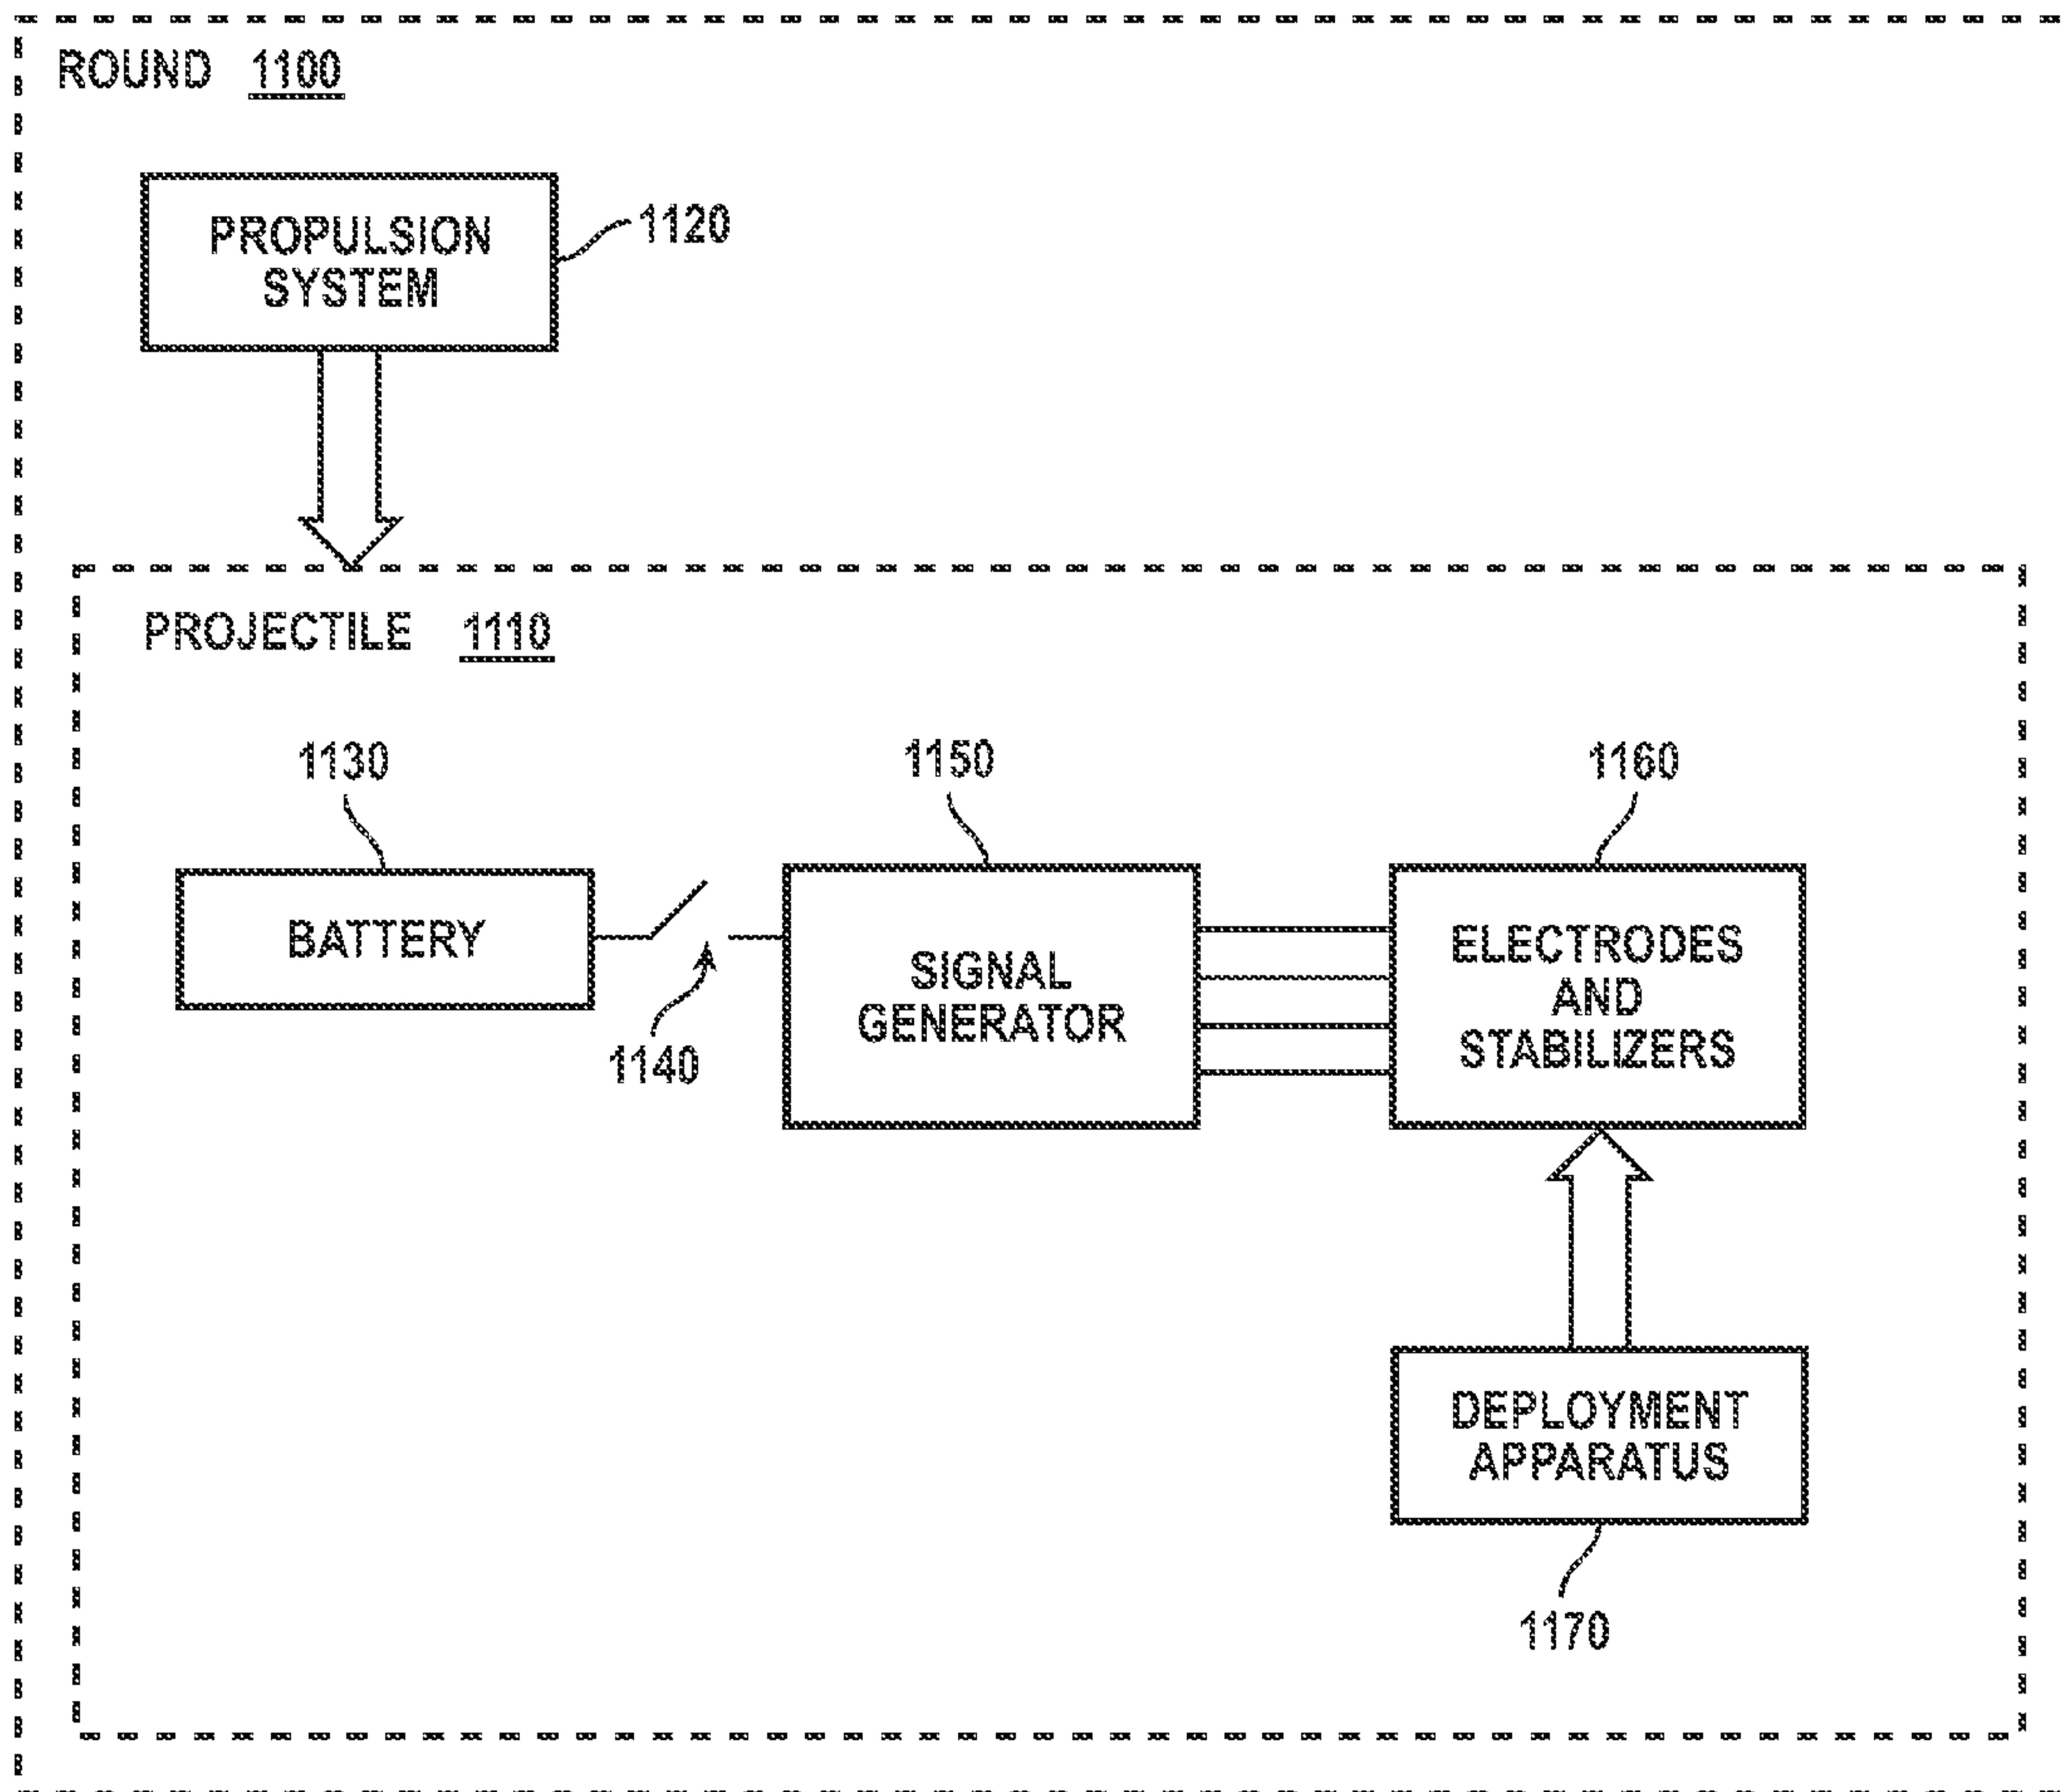 ROUND 1100
PROPULSION
SYSTEM
1120
PROJECTILE 1110
1130
1150
1160
BATTERY
1140
SIGNAL
GENERATOR
ELECTRODES
AND
STABILIZERS
DEPLOYMENT
APPARATUS
1170